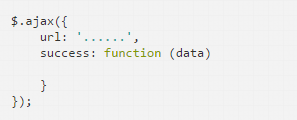 $.ajax({
    url: '......',
    success: function (data)

    }
});